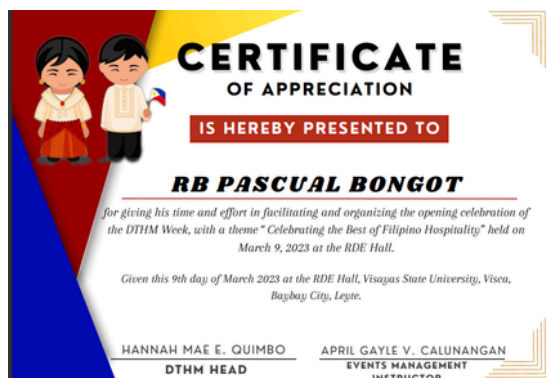 CERTIFICATE
OF APPRECIATION
IS HEREBY PRESENTED TO
RB PASCUAL BONGOT
for giving his time and effort in facilitating and organizing the opening celebration of
the DTHM Week, with a theme “ Celebrating the Best of Filipino Hospitality” held on
March 9, 2023 at the RDE Hall.
Given this 9th day of March 2023 at the RDE Hall, Visayas State University, Visca,
Baybay City, Leyte.
HANNAH MAE E. QUIMBO
DTHM HEAD
APRIL GAYLE V. CALUNANGAN
EVENTS MANAGEMENT
INSTRUCTOR